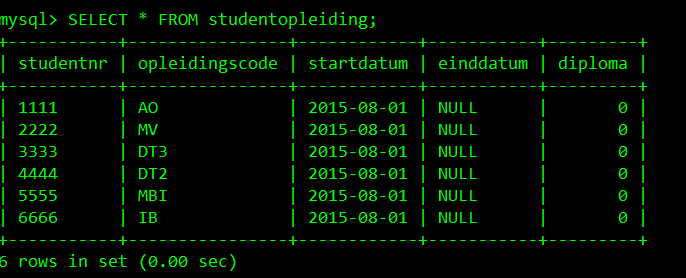 mysql> SELECT * FROM studentopleiding;
+-----------+---------------+------------+-----------+---------+
| studentnr | opleidingscode | startdatum | einddatum | diploma |
+-----------+---------------+------------+-----------+---------+
| 1111      | AO             | 2015-08-01 | NULL      |       0 |
| 2222      | MV             | 2015-08-01 | NULL      |       0 |
| 3333      | DT3            | 2015-08-01 | NULL      |       0 |
| 4444      | DT2            | 2015-08-01 | NULL      |       0 |
| 5555      | MBI            | 2015-08-01 | NULL      |       0 |
| 6666      | IB             | 2015-08-01 | NULL      |       0 |
+-----------+---------------+------------+-----------+---------+
6 rows in set (0.00 sec)